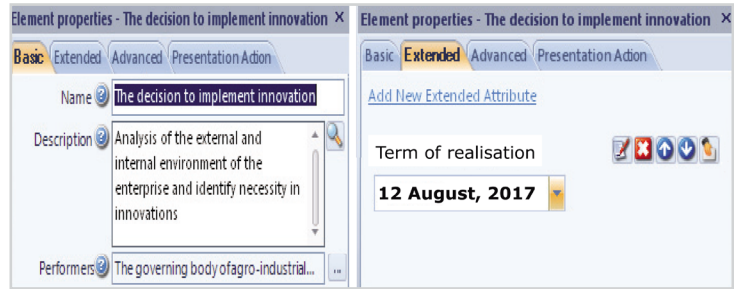 Element properties - The decision to implement innovation ×
Basic Extended Advanced Presentation Action
Name ? The decision to implement innovation
Description ? Analysis of the external and
internal environment of the
enterprise and identify necessity in
innovations
Performers ? The governing body ofagro-industrial... ...
Element properties - The decision to implement innovation ×
Basic Extended Advanced Presentation Action
Add New Extended Attribute
Term of realisation
12 August, 2017